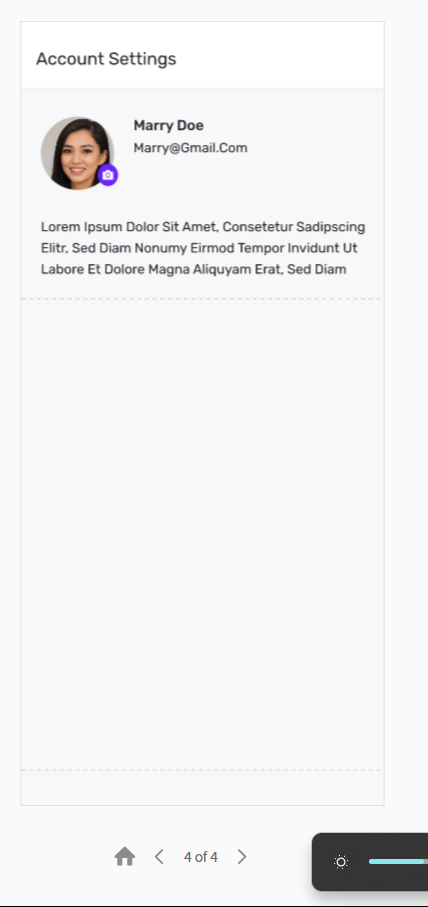 Account Settings
Marry Doe
Marry@Gmail.Com
Lorem Ipsum Dolor Sit Amet, Consetetur Sadipscing
Elitr, Sed Diam Nonumy Eirmod Tempor Invidunt Ut
Labore Et Dolore Magna Aliquyam Erat, Sed Diam
4 of 4